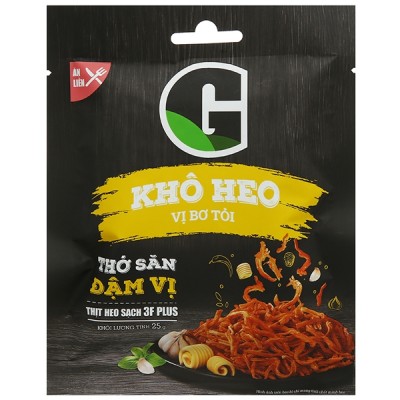 ĂN
LIỀN
G
KHÔ HEO
VỊ BƠ TỎI
THỚ SĂN
ĐẬM VỊ
THỊT HEO SẠCH 3F PLUS
KHỐI LƯỢNG TỊNH 25g